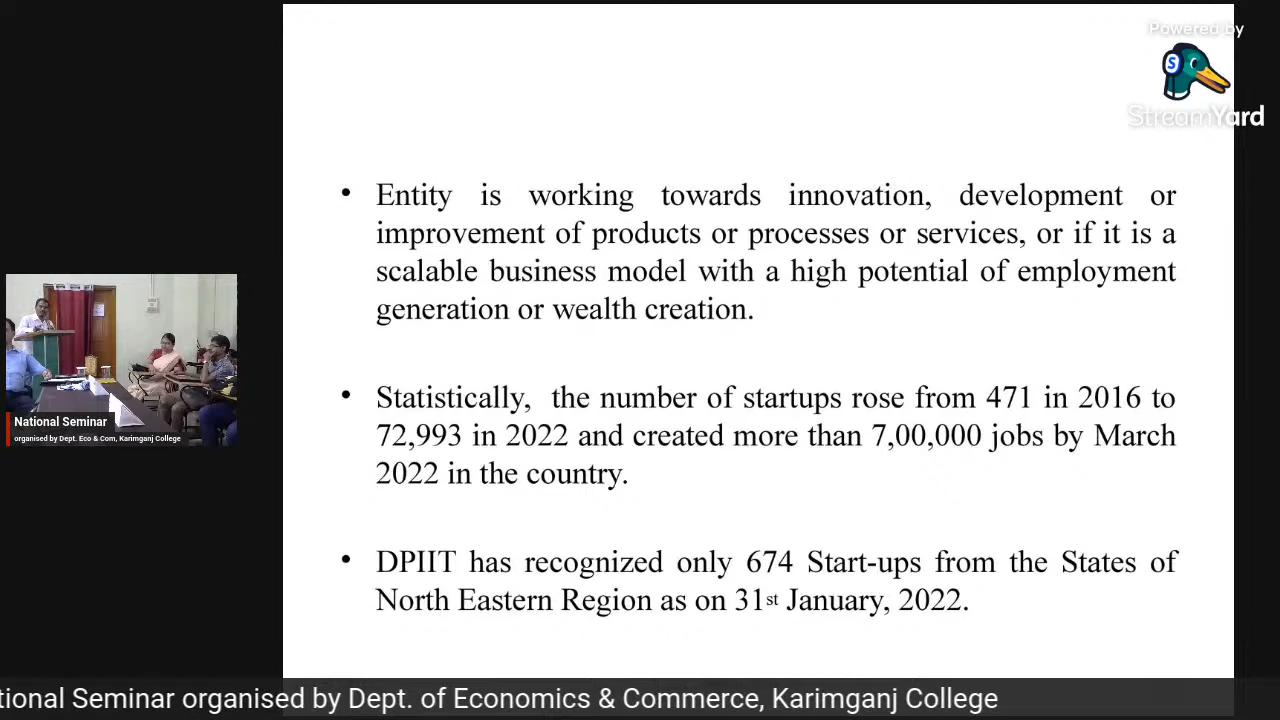 Powered by
StreamYard
• Entity is working towards innovation, development or
improvement of products or processes or services, or if it is a
scalable business model with a high potential of employment
generation or wealth creation.
• Statistically, the number of startups rose from 471 in 2016 to
72,993 in 2022 and created more than 7,00,000 jobs by March
2022 in the country.
• DPIIT has recognized only 674 Start-ups from the States of
North Eastern Region as on 31st January, 2022.
National Seminar
organised by Dept. Eco & Com, Karimganj College
tional Seminar organised by Dept. of Economics & Commerce, Karimganj College